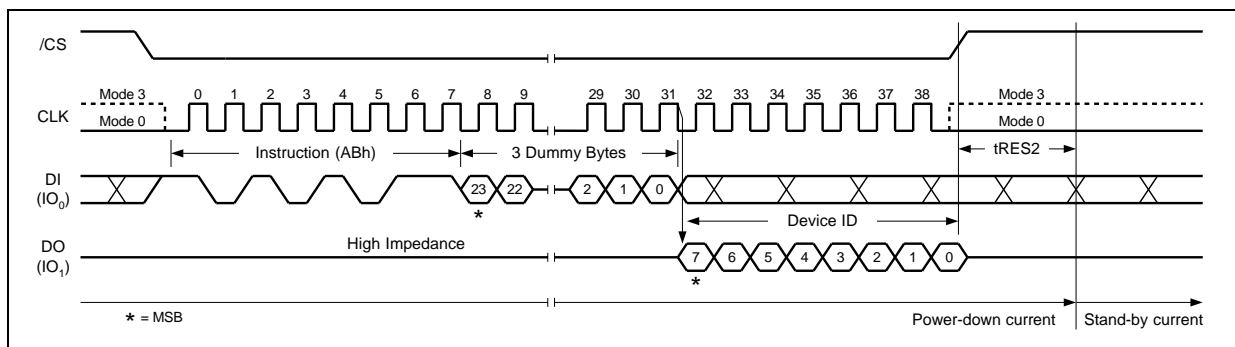 /CS
Mode 3 0 1 2 3 4 5 6 7 8 9 29 30 31 32 33 34 35 36 37 38 Mode 3
CLK Mode 0 Mode 0
Instruction (ABh) 3 Dummy Bytes tRES2
DI
(IO0) 23 22 2 1 0
* Device ID
DO High Impedance
(IO1) 7 6 5 4 3 2 1 0
*
* = MSB Power-down current Stand-by current